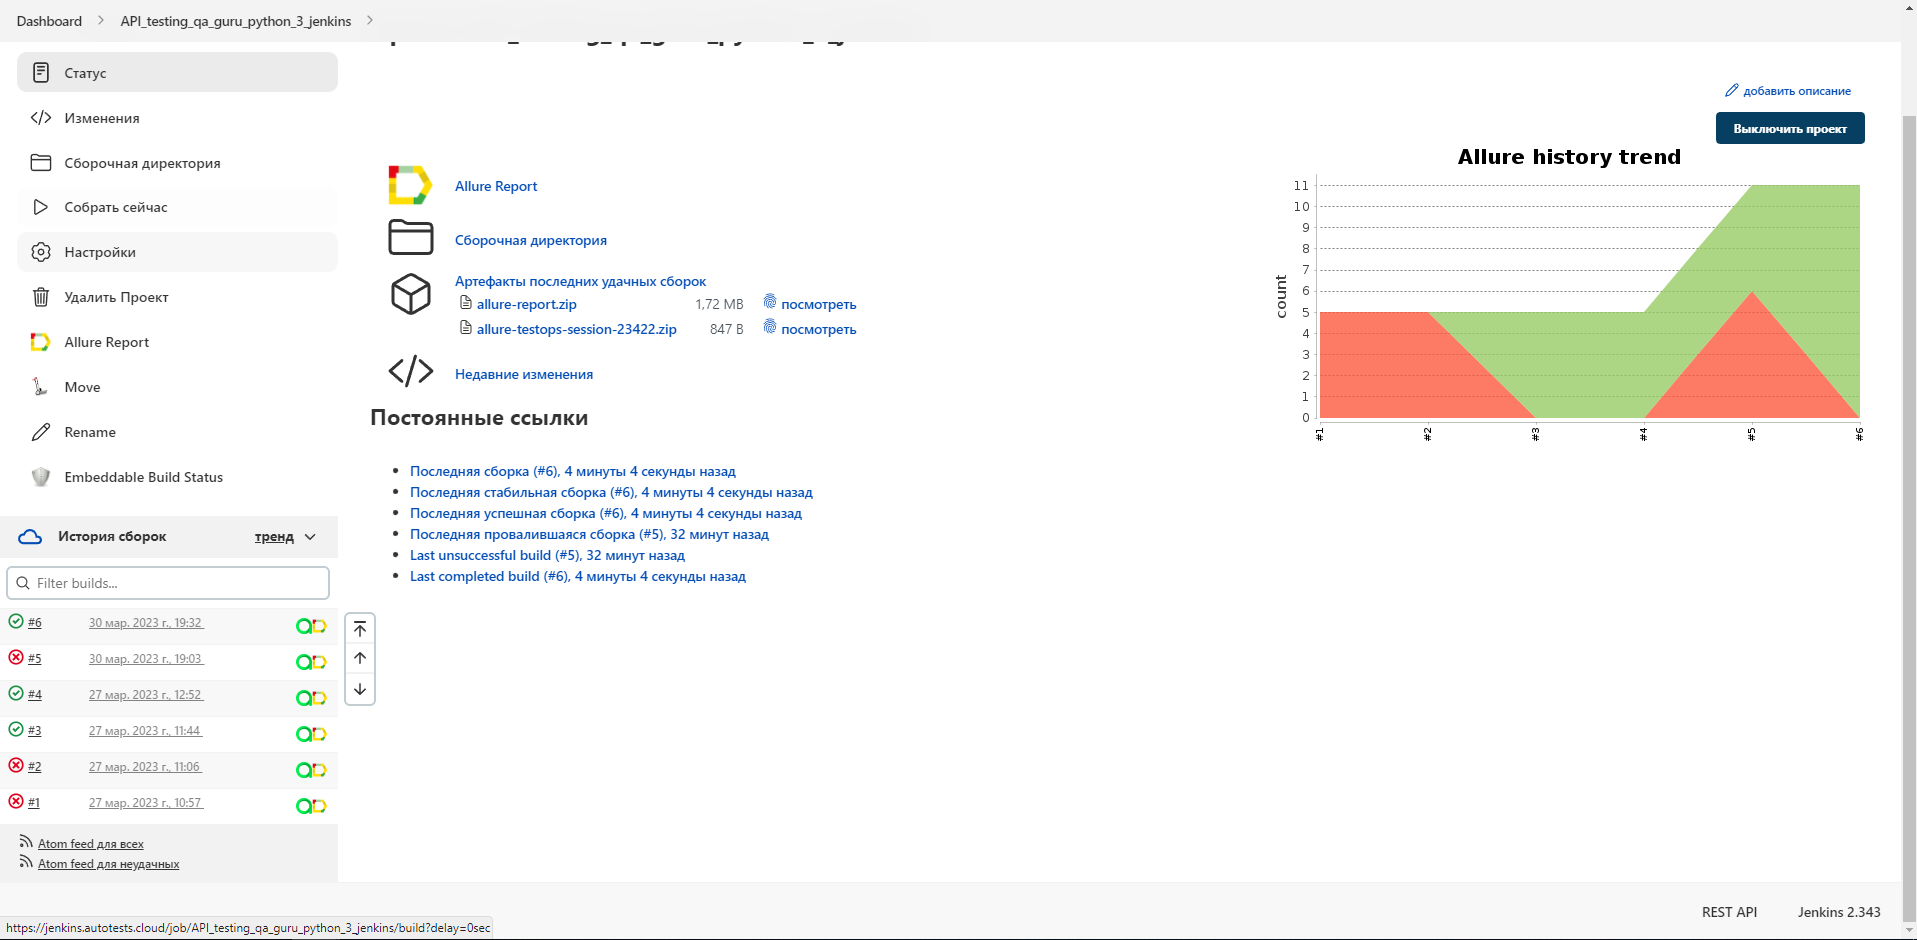 Dashboard
API_testing_qa_guru_python_3_jenkins
Статус
Изменения
Сборочная директория
Собрать сейчас
Настройки
Удалить Проект
Allure Report
Move
Rename
Embeddable Build Status
История сборок
тренд
Filter builds...
#6 30 мар. 2023 г., 19:32
#5 30 мар. 2023 г., 19:03
#4 27 мар. 2023 г., 12:52
#3 27 мар. 2023 г., 11:44
#2 27 мар. 2023 г., 11:06
#1 27 мар. 2023 г., 10:57
Atom feed для всех
Atom feed для неудачных
добавить описание
Выключить проект
Allure Report
Сборочная директория
Артефакты последних удачных сборок
allure-report.zip 1,72 MB посмотреть
allure-testops-session-23422.zip 847 B посмотреть
Недавние изменения
Постоянные ссылки
Последняя сборка (#6), 4 минуты 4 секунды назад
Последняя стабильная сборка (#6), 4 минуты 4 секунды назад
Последняя успешная сборка (#6), 4 минуты 4 секунды назад
Последняя провалившаяся сборка (#5), 32 минут назад
Last unsuccessful build (#5), 32 минут назад
Last completed build (#6), 4 минуты 4 секунды назад
Allure history trend
count
11
10
9
8
7
6
5
4
3
2
1
0
#1 #2 #3 #4 #5 #6
REST API
Jenkins 2.343
https://jenkins.autotests.cloud/job/API_testing_qa_guru_python_3_jenkins/build?delay=0sec